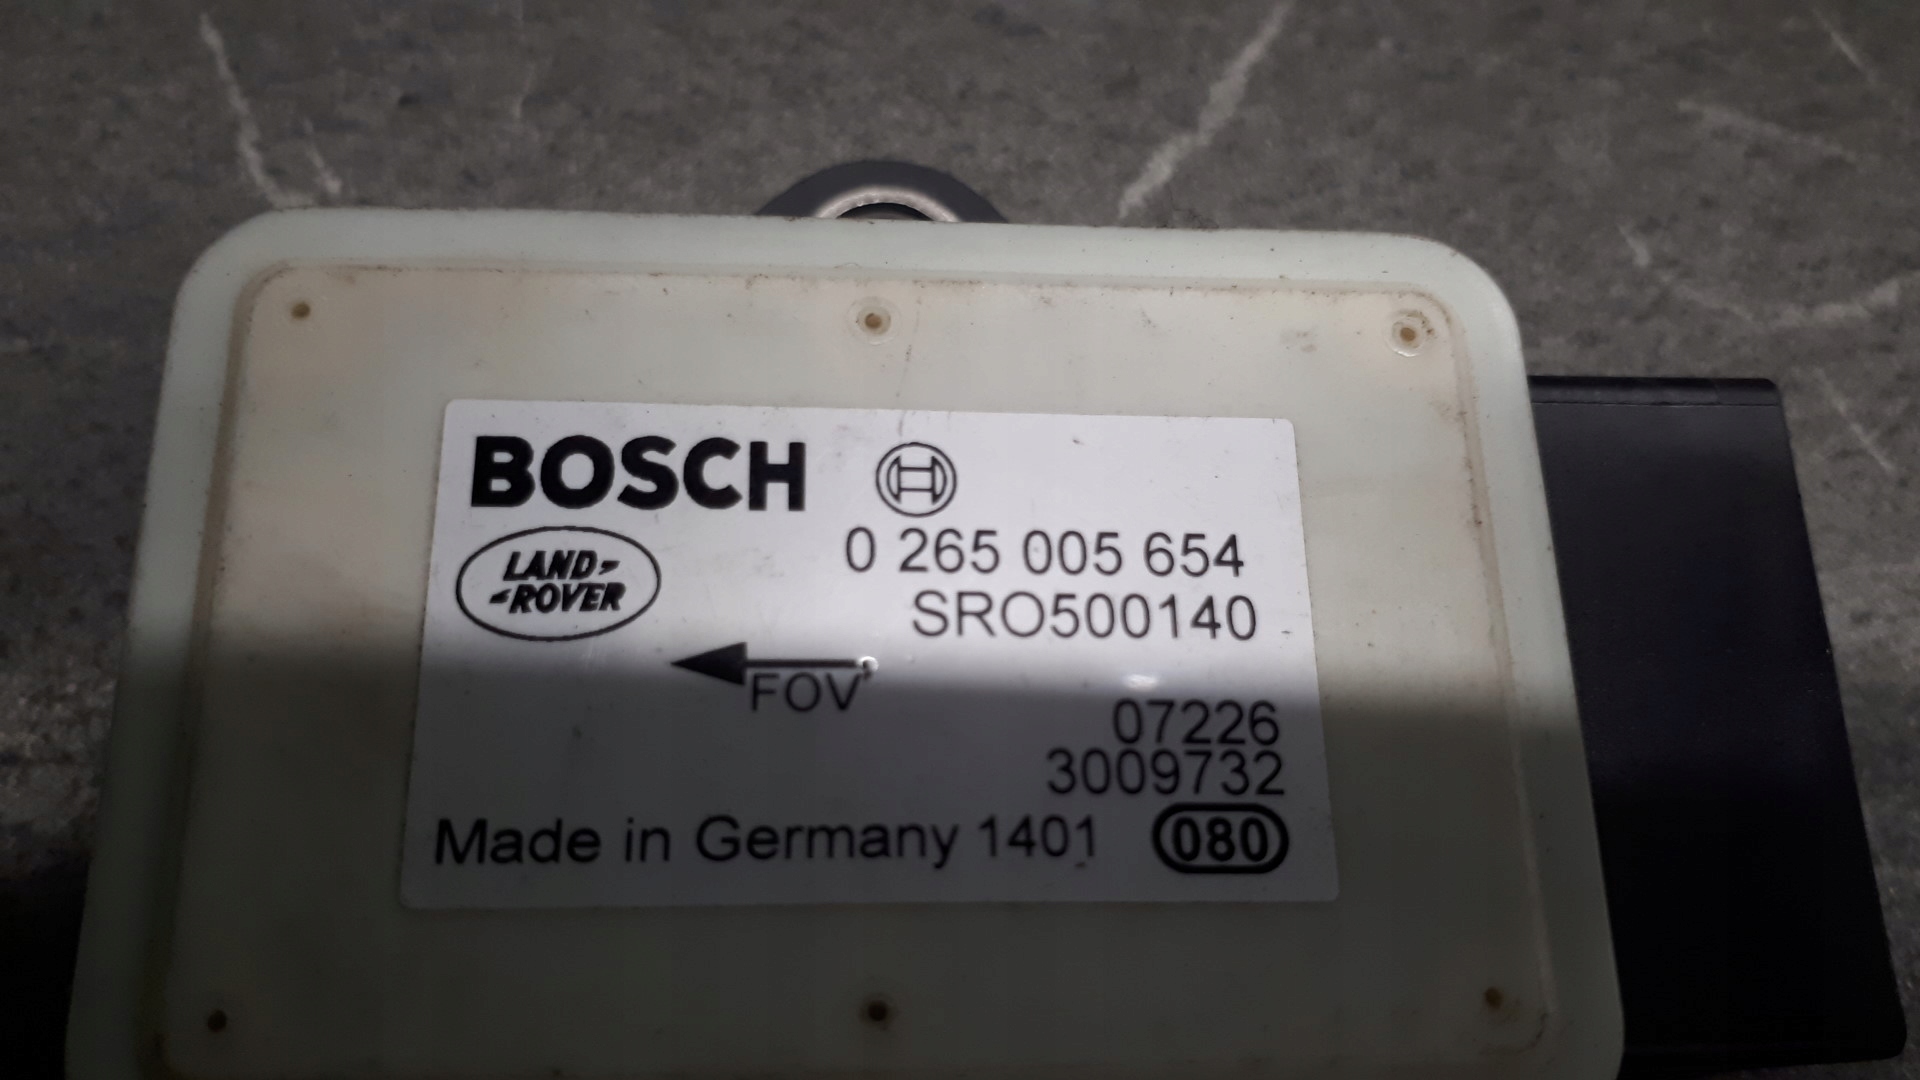 BOSCH
0 265 005 654
LAND-
-ROVER
SRO500140
FOV
07226
3009732
Made in Germany 1401 080